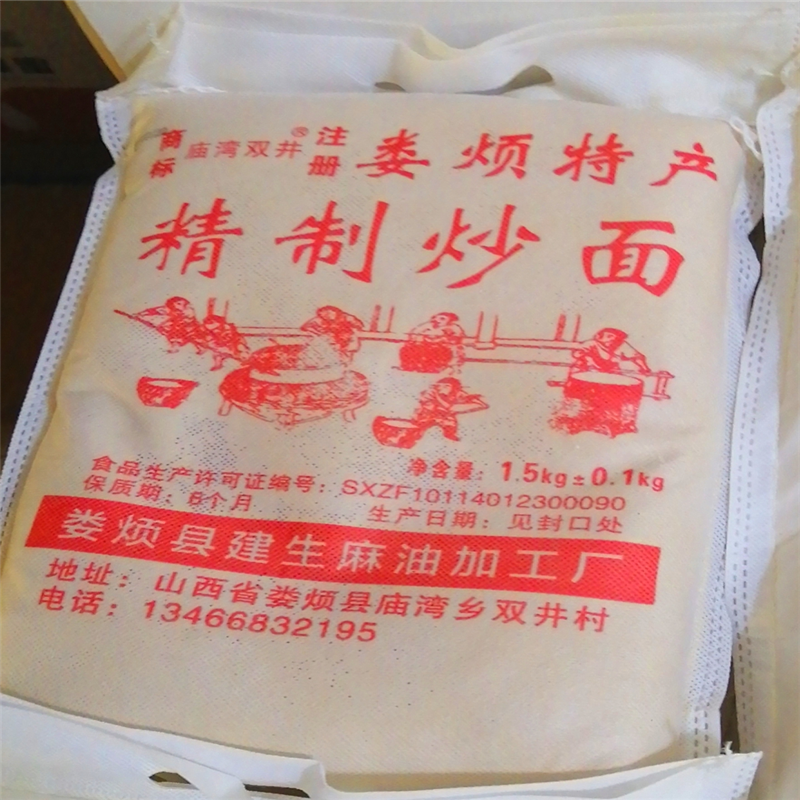 商标 庙湾双井® 注册 娄烦特产
精制炒面
净含量：1.5kg±0.1kg
食品生产许可证编号：SXZF10114012300090
保质期：6个月 生产日期：见封口处
娄烦县建生麻油加工厂
地址：山西省娄烦县庙湾乡双井村
电话：13466832195